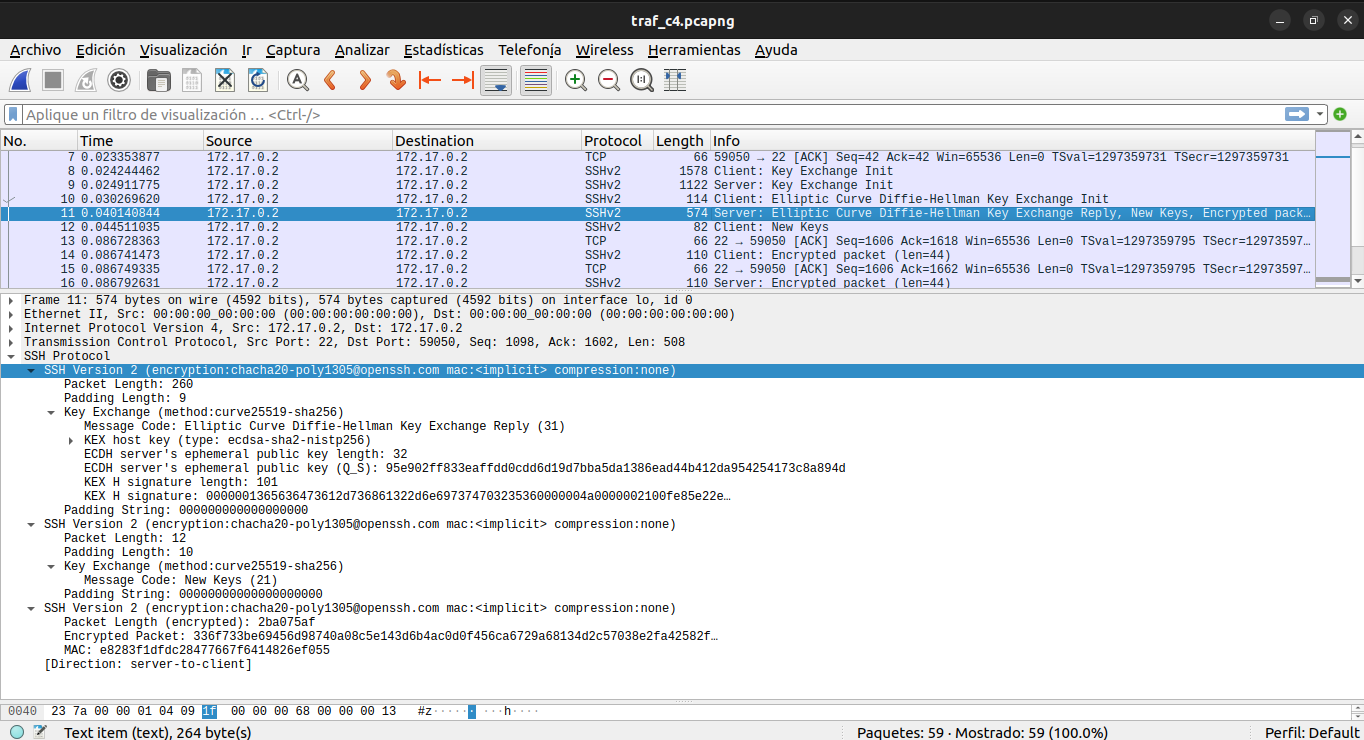 traf_c4.pcapng
Archivo Edición Visualización Ir Captura Analizar Estadísticas Telefonía Wireless Herramientas Ayuda
Aplique un filtro de visualización … <Ctrl-/>
No. Time Source Destination Protocol Length Info
7 0.023353877 172.17.0.2 172.17.0.2 TCP 66 59050 → 22 [ACK] Seq=42 Ack=42 Win=65536 Len=0 TSval=1297359731 TSecr=1297359731
8 0.024244462 172.17.0.2 172.17.0.2 SSHv2 1578 Client: Key Exchange Init
9 0.024911775 172.17.0.2 172.17.0.2 SSHv2 1122 Server: Key Exchange Init
10 0.030269620 172.17.0.2 172.17.0.2 SSHv2 114 Client: Elliptic Curve Diffie-Hellman Key Exchange Init
11 0.040140844 172.17.0.2 172.17.0.2 SSHv2 574 Server: Elliptic Curve Diffie-Hellman Key Exchange Reply, New Keys, Encrypted pack…
12 0.044511035 172.17.0.2 172.17.0.2 SSHv2 82 Client: New Keys
13 0.086728363 172.17.0.2 172.17.0.2 TCP 66 22 → 59050 [ACK] Seq=1606 Ack=1618 Win=65536 Len=0 TSval=1297359795 TSecr=12973597…
14 0.086741473 172.17.0.2 172.17.0.2 SSHv2 110 Client: Encrypted packet (len=44)
15 0.086749335 172.17.0.2 172.17.0.2 TCP 66 22 → 59050 [ACK] Seq=1606 Ack=1662 Win=65536 Len=0 TSval=1297359795 TSecr=12973597…
16 0.086792631 172.17.0.2 172.17.0.2 SSHv2 110 Server: Encrypted packet (len=44)
Frame 11: 574 bytes on wire (4592 bits), 574 bytes captured (4592 bits) on interface lo, id 0
Ethernet II, Src: 00:00:00_00:00:00 (00:00:00:00:00:00), Dst: 00:00:00_00:00:00 (00:00:00:00:00:00)
Internet Protocol Version 4, Src: 172.17.0.2, Dst: 172.17.0.2
Transmission Control Protocol, Src Port: 22, Dst Port: 59050, Seq: 1098, Ack: 1602, Len: 508
SSH Protocol
SSH Version 2 (encryption:chacha20-poly1305@openssh.com mac:<implicit> compression:none)
Packet Length: 260
Padding Length: 9
Key Exchange (method:curve25519-sha256)
Message Code: Elliptic Curve Diffie-Hellman Key Exchange Reply (31)
KEX host key (type: ecdsa-sha2-nistp256)
ECDH server's ephemeral public key length: 32
ECDH server's ephemeral public key (Q_S): 95e902ff833eaffdd0cdd6d19d7bba5da1386ead44b412da954254173c8a894d
KEX H signature length: 101
KEX H signature: 0000001365636473612d736861322d6e697374703235360000004a0000002100fe85e22e…
Padding String: 000000000000000000
SSH Version 2 (encryption:chacha20-poly1305@openssh.com mac:<implicit> compression:none)
Packet Length: 12
Padding Length: 10
Key Exchange (method:curve25519-sha256)
Message Code: New Keys (21)
Padding String: 00000000000000000000
SSH Version 2 (encryption:chacha20-poly1305@openssh.com mac:<implicit> compression:none)
Packet Length (encrypted): 2ba075af
Encrypted Packet: 336f733be69456d98740a08c5e143d6b4ac0d0f456ca6729a68134d2c57038e2fa42582f…
MAC: e8283f1dfdc28477667f6414826ef055
[Direction: server-to-client]
0040 23 7a 00 00 01 04 09 1f 00 00 00 68 00 00 00 13 #z······ ···h····
Text item (text), 264 byte(s) Paquetes: 59 · Mostrado: 59 (100.0%) Perfil: Default